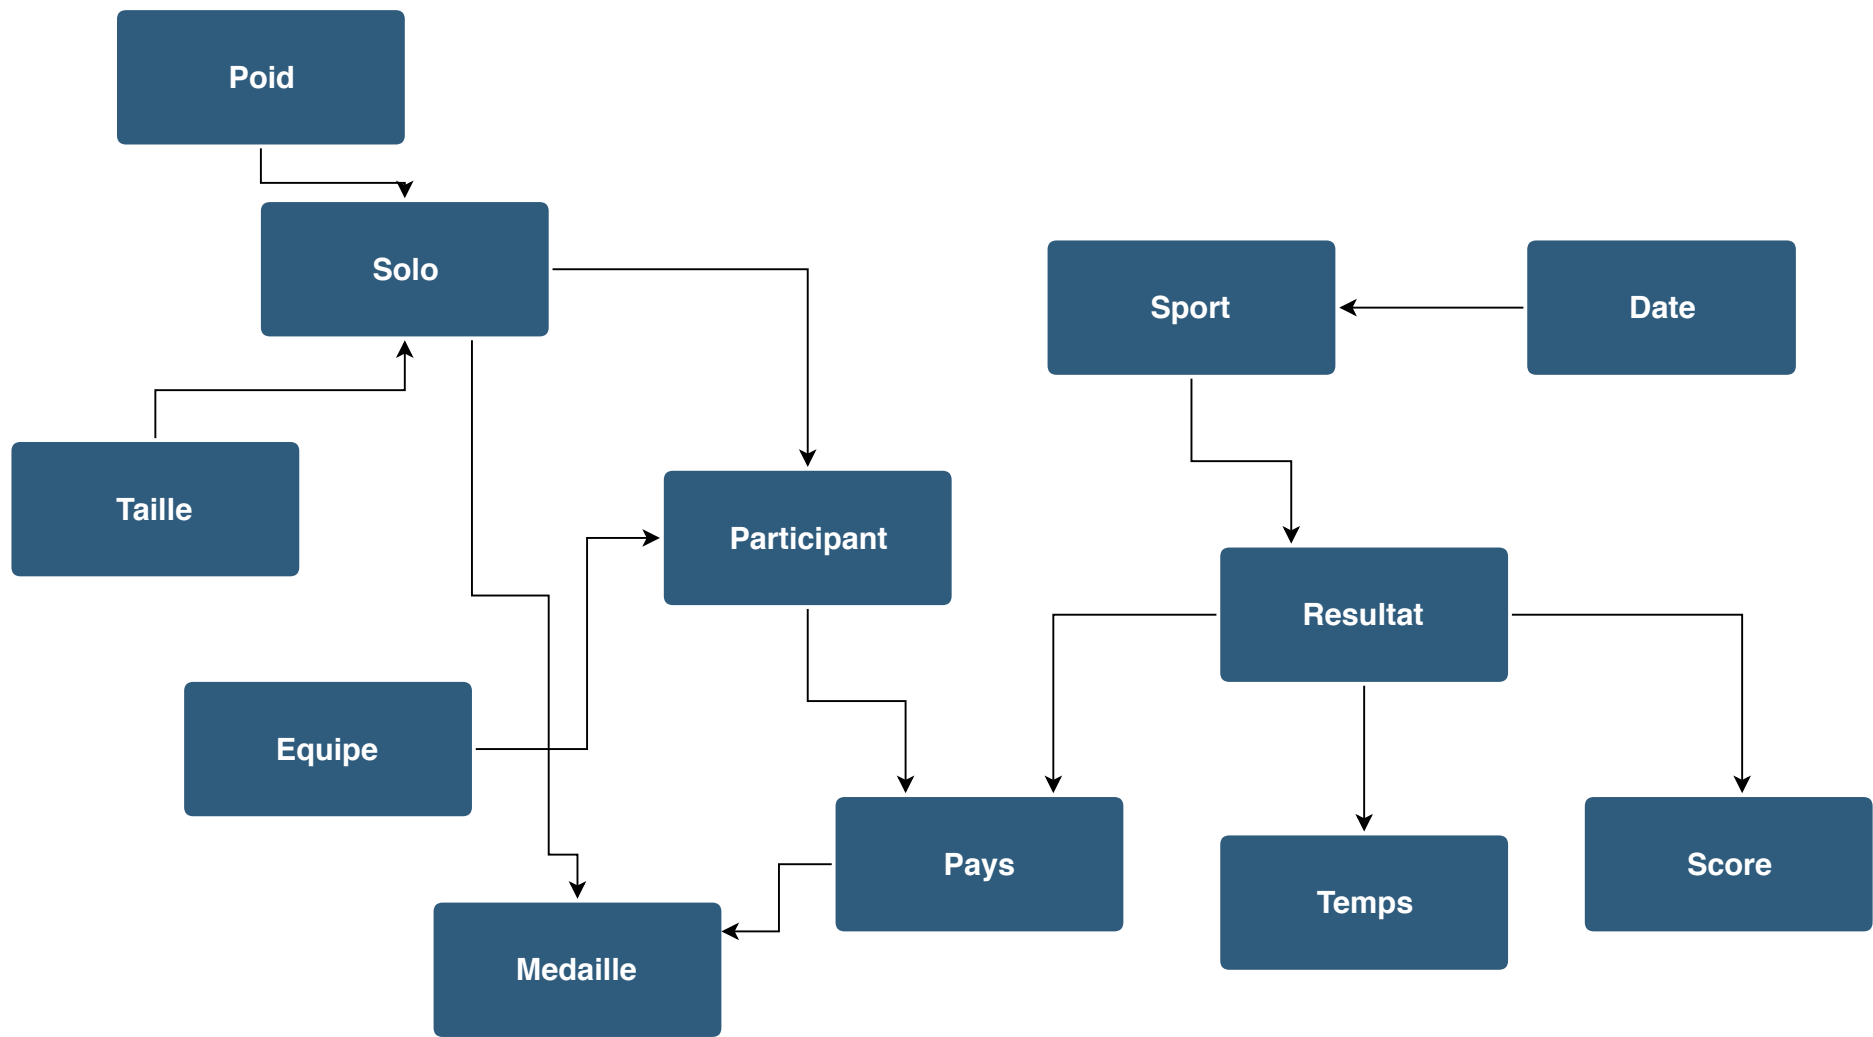 Poid
Solo
Sport
Date
Taille
Participant
Resultat
Equipe
Pays
Score
Temps
Medaille